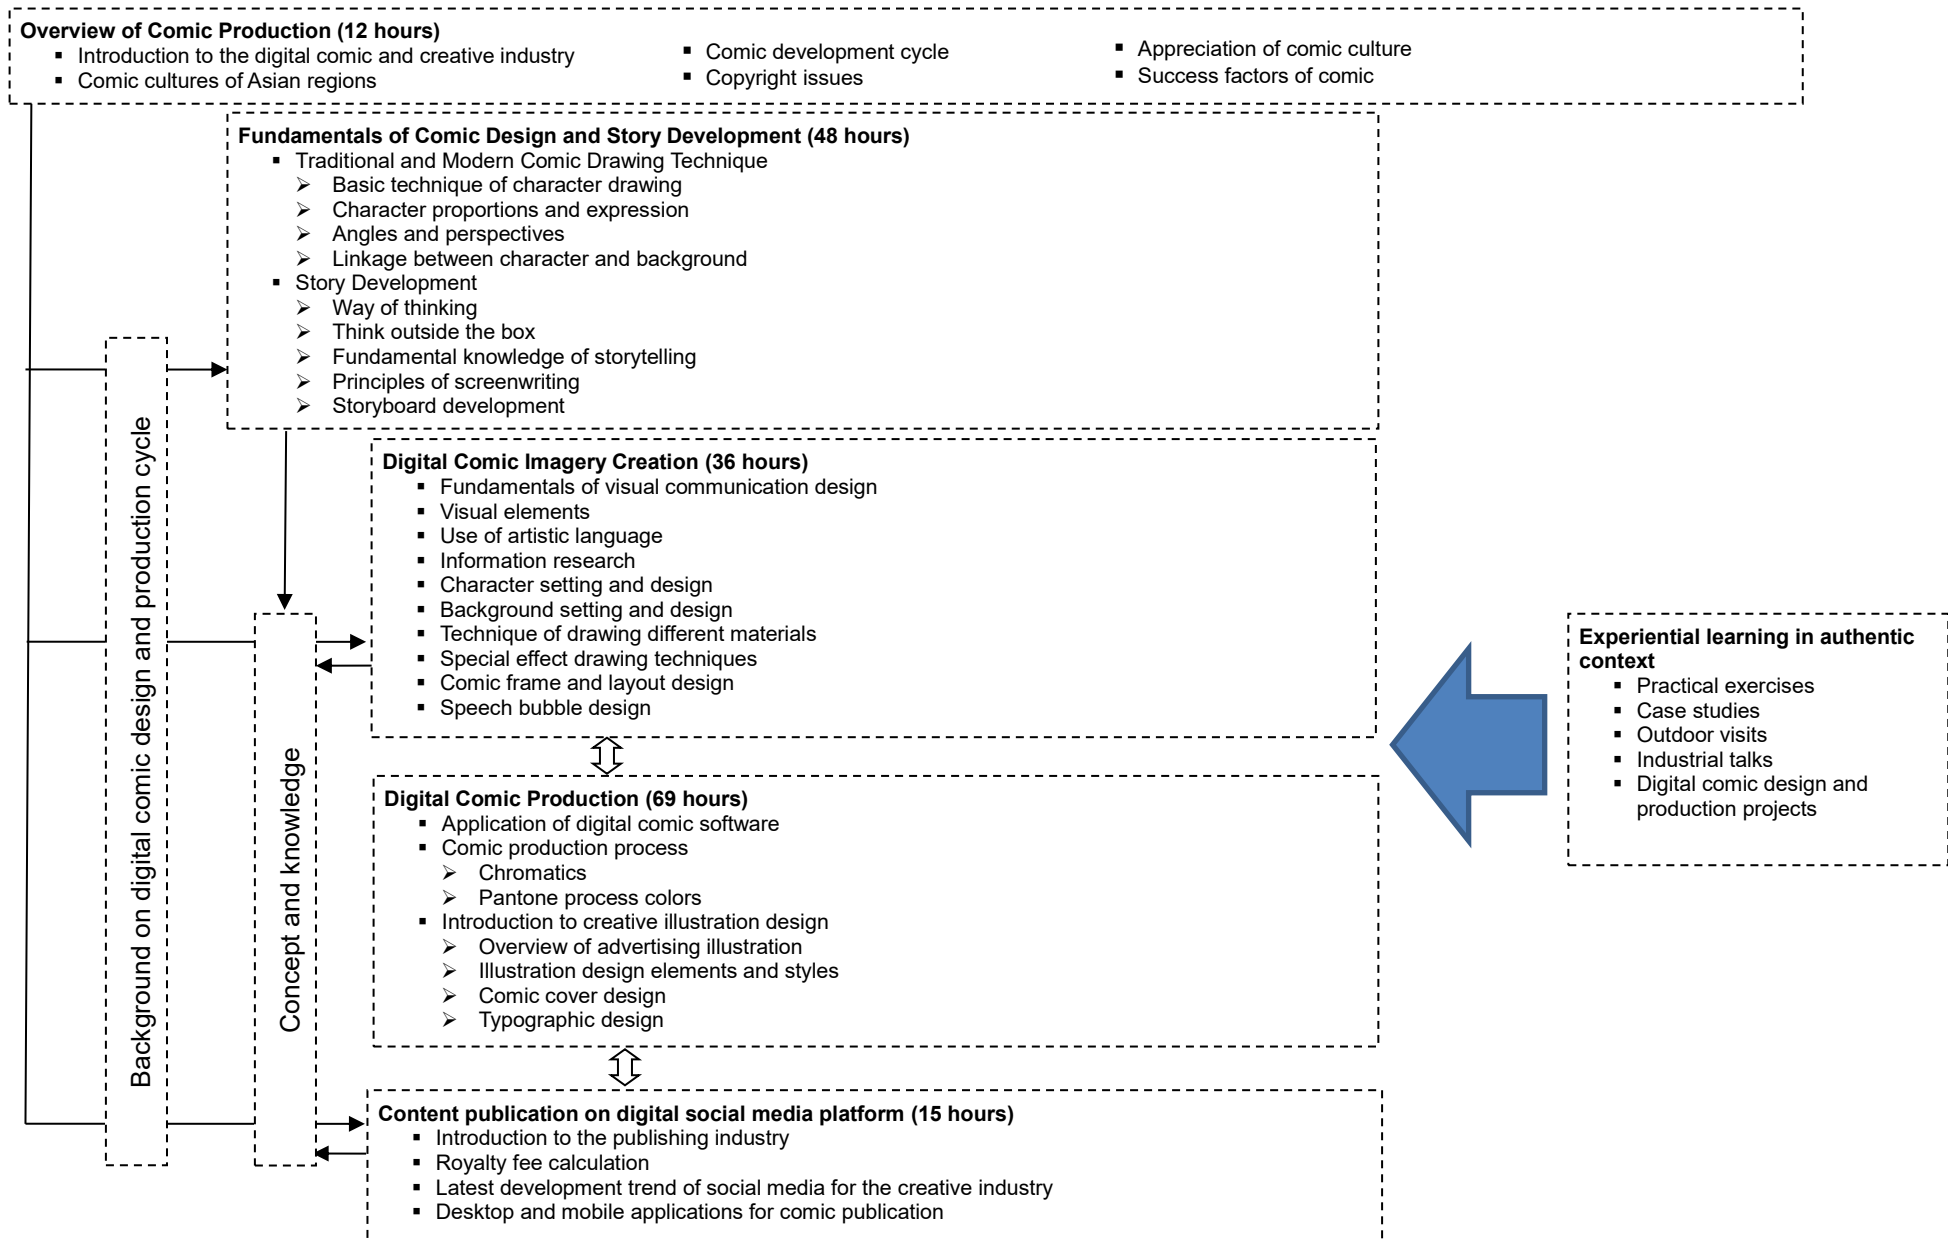 Overview of Comic Production (12 hours)
▪ Introduction to the digital comic and creative industry
▪ Comic cultures of Asian regions
▪ Comic development cycle
▪ Copyright issues
▪ Appreciation of comic culture
▪ Success factors of comic
Fundamentals of Comic Design and Story Development (48 hours)
▪ Traditional and Modern Comic Drawing Technique
➢ Basic technique of character drawing
➢ Character proportions and expression
➢ Angles and perspectives
➢ Linkage between character and background
▪ Story Development
➢ Way of thinking
➢ Think outside the box
➢ Fundamental knowledge of storytelling
➢ Principles of screenwriting
➢ Storyboard development
Background on digital comic design and production cycle
Concept and knowledge
Digital Comic Imagery Creation (36 hours)
▪ Fundamentals of visual communication design
▪ Visual elements
▪ Use of artistic language
▪ Information research
▪ Character setting and design
▪ Background setting and design
▪ Technique of drawing different materials
▪ Special effect drawing techniques
▪ Comic frame and layout design
▪ Speech bubble design
Digital Comic Production (69 hours)
▪ Application of digital comic software
▪ Comic production process
➢ Chromatics
➢ Pantone process colors
▪ Introduction to creative illustration design
➢ Overview of advertising illustration
➢ Illustration design elements and styles
➢ Comic cover design
➢ Typographic design
Content publication on digital social media platform (15 hours)
▪ Introduction to the publishing industry
▪ Royalty fee calculation
▪ Latest development trend of social media for the creative industry
▪ Desktop and mobile applications for comic publication
Experiential learning in authentic
context
▪ Practical exercises
▪ Case studies
▪ Outdoor visits
▪ Industrial talks
▪ Digital comic design and
production projects